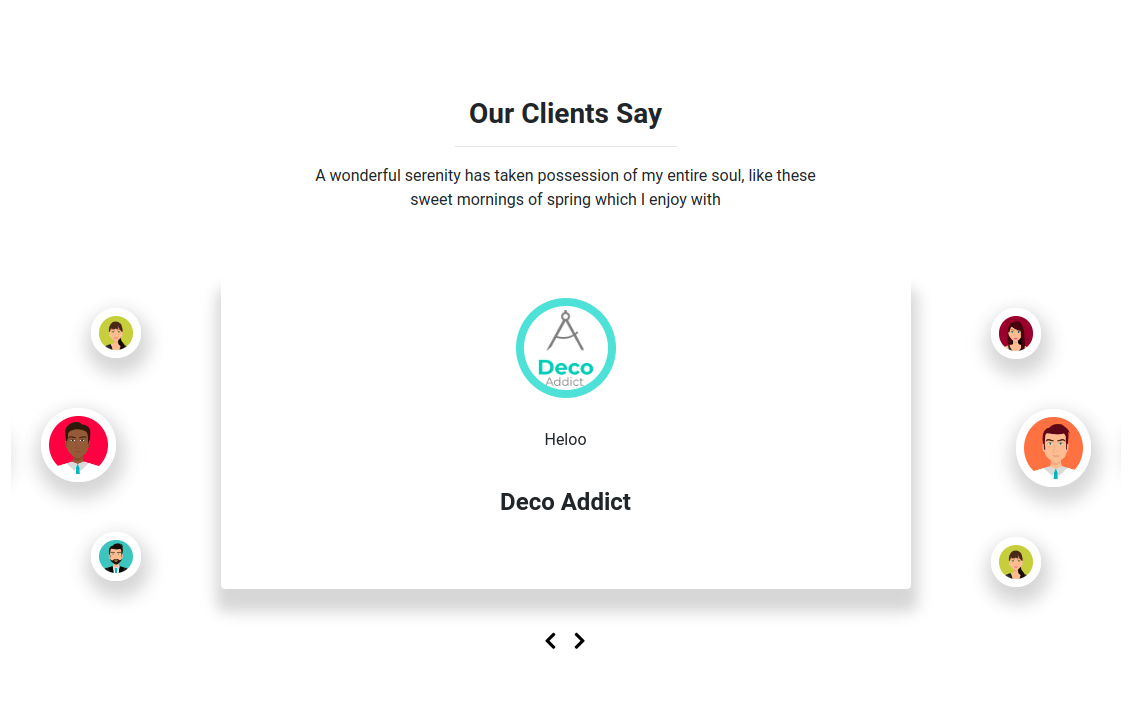 Our Clients Say
A wonderful serenity has taken possession of my entire soul, like these
sweet mornings of spring which I enjoy with
Deco
Addict
Heloo
Deco Addict